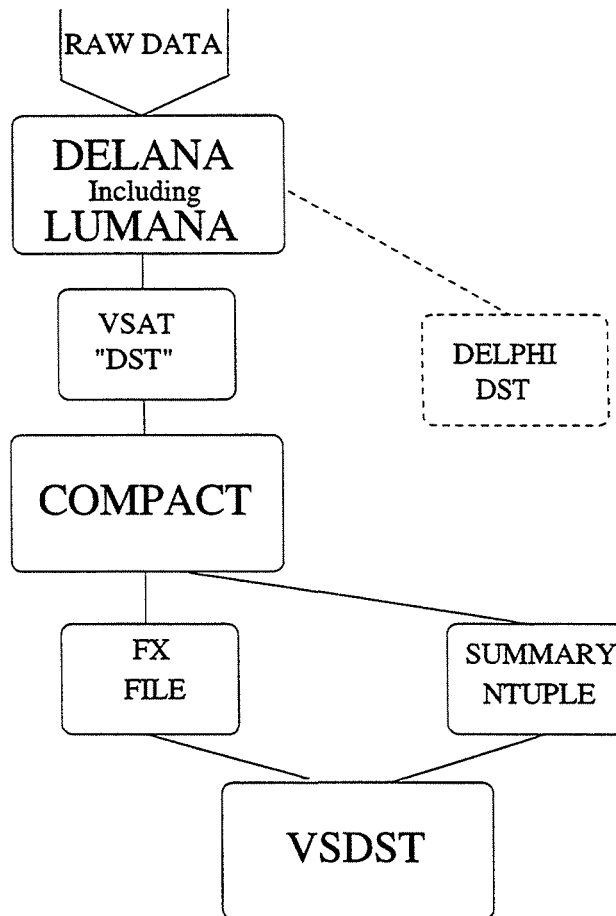 RAW DATA
DELANA
Including
LUMANA
VSAT
"DST"
DELPHI
DST
COMPACT
FX
FILE
SUMMARY
NTUPLE
VSDST